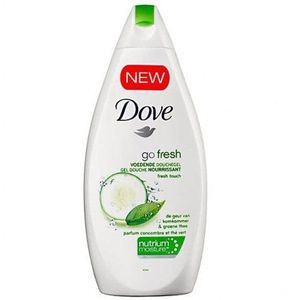 NEW
Dove
go fresh
VOEDENDE DOUCHEGEL
GEL DOUCHE NOURRISSANT
fresh touch
de geur van
komkommer
& groene thee
parfum concombre et thé vert
nutrium
moisture